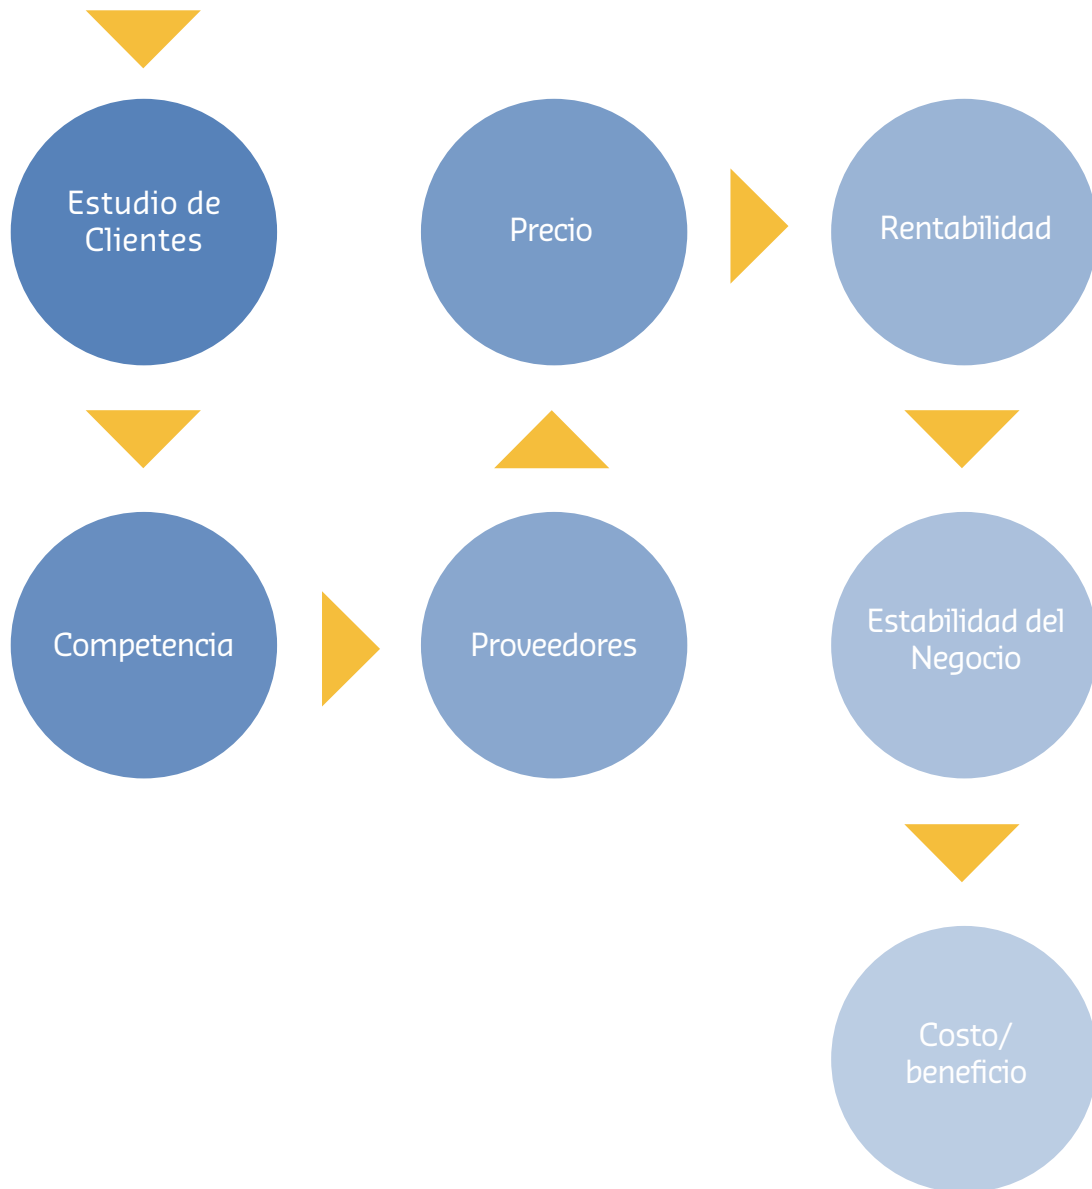 Estudio de
Clientes
Competencia
Proveedores
Precio
Rentabilidad
Estabilidad del
Negocio
Costo/
beneficio